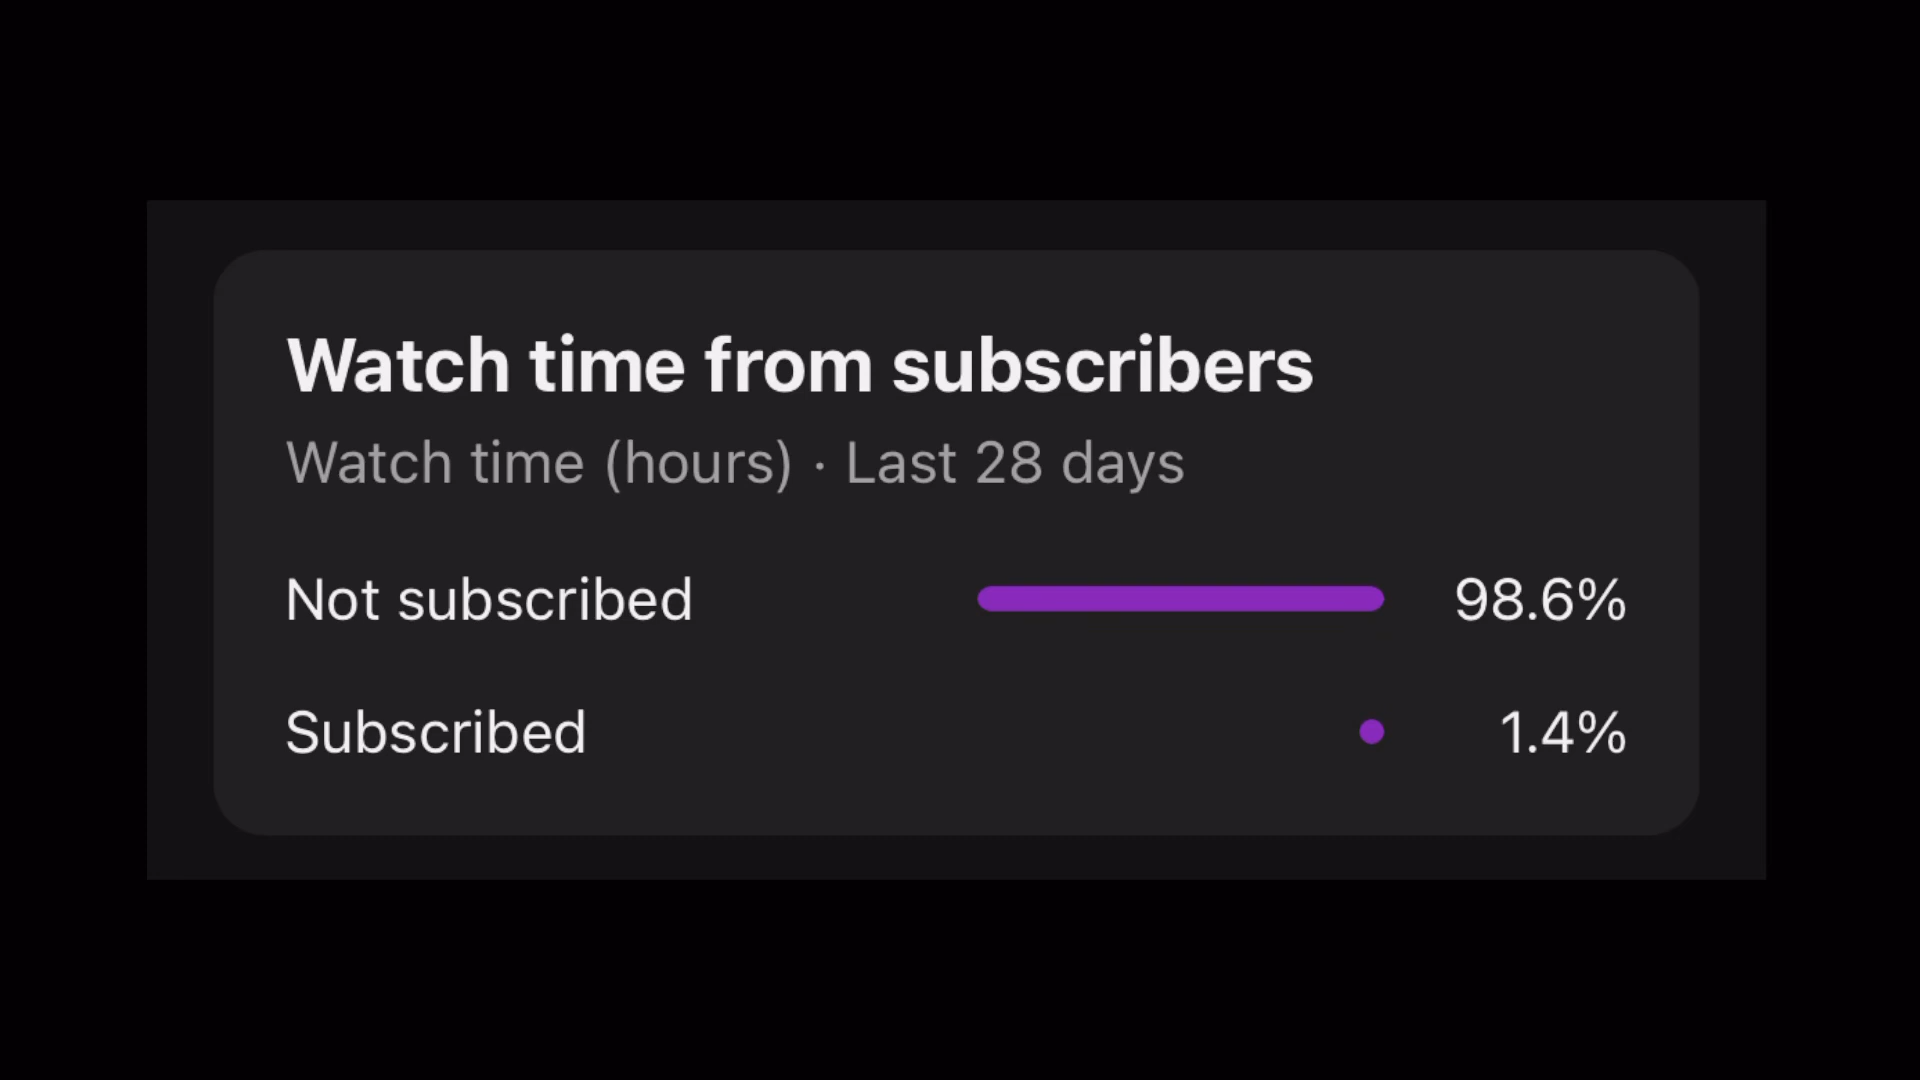 Watch time from subscribers
Watch time (hours) · Last 28 days
Not subscribed 98.6%
Subscribed 1.4%